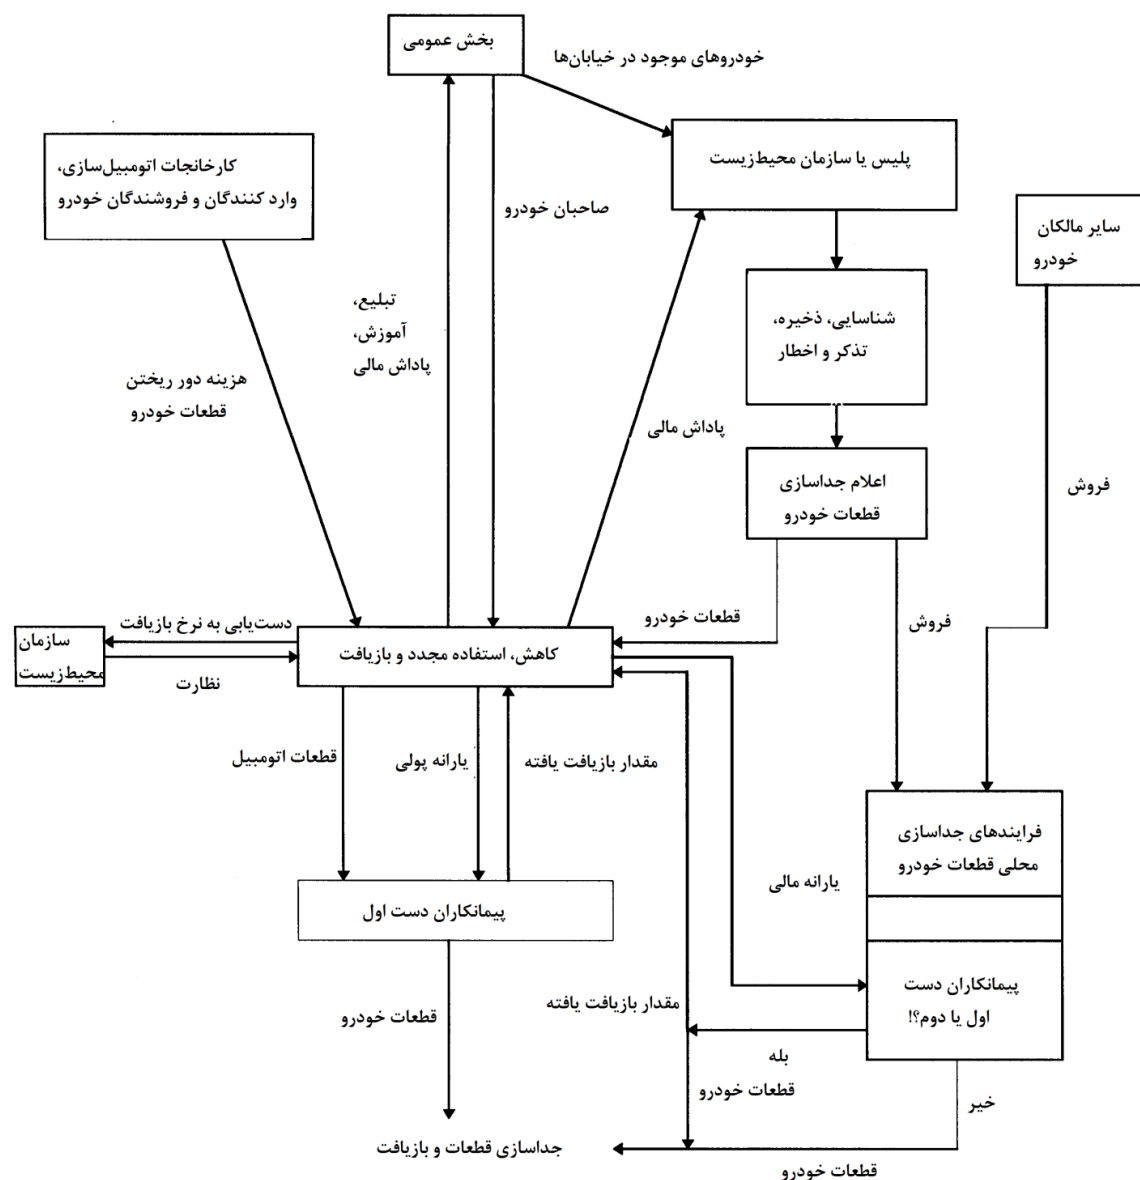 بخش عمومی
خودروهای موجود در خیابان‌ها
کارخانجات اتومبیل‌سازی،
وارد کنندگان و فروشندگان خودرو
پلیس یا سازمان محیط‌زیست
سایر مالکان
خودرو
صاحبان خودرو
تبلیع،
آموزش،
پاداش مالی
شناسایی، ذخیره،
تذکر و اخطار
هزینه دور ریختن
قطعات خودرو
پاداش مالی
اعلام جداسازی
قطعات خودرو
فروش
قطعات خودرو
فروش
دست‌یابی به نرخ بازیافت
سازمان
محیط‌زیست
نظارت
کاهش، استفاده مجدد و بازیافت
قطعات اتومبیل
یارانه پولی
مقدار بازیافت یافته
فرایندهای جداسازی
محلی قطعات خودرو
یارانه مالی
پیمانکاران دست اول
پیمانکاران دست
اول یا دوم؟!
قطعات خودرو
مقدار بازیافت یافته
بله
قطعات خودرو
خیر
جداسازی قطعات و بازیافت
قطعات خودرو